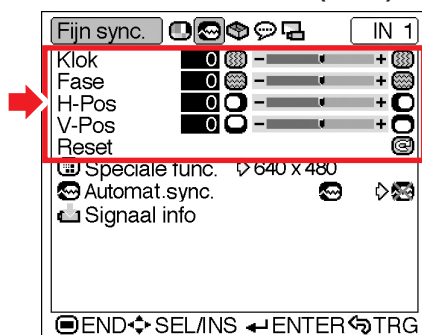 Fijn sync. IN 1
Klok 0 - +
Fase 0 - +
H-Pos 0 - +
V-Pos 0 - +
Reset
Speciale func. 640 x 480
Automat.sync.
Signaal info
END SEL/INS ENTER TRG